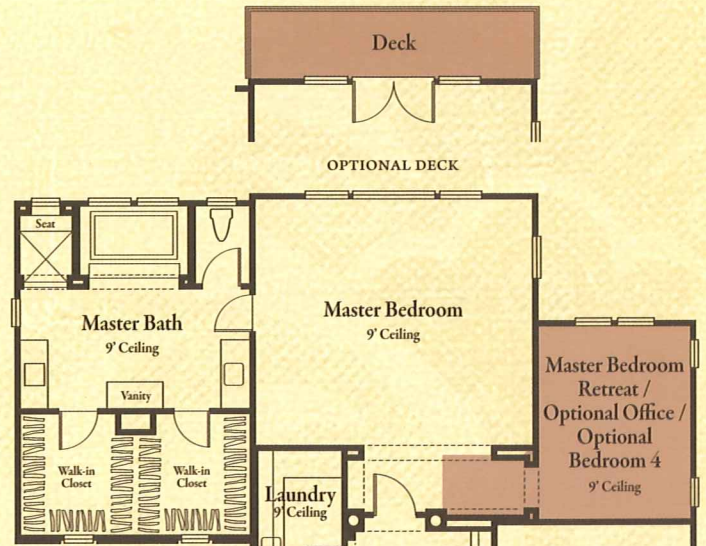 Deck
OPTIONAL DECK
Seat
Master Bath
9' Ceiling
Vanity
Master Bedroom
9' Ceiling
Master Bedroom
Retreat /
Optional Office /
Optional
Bedroom 4
9' Ceiling
Walk-in
Closet
Walk-in
Closet
Laundry
9' Ceiling